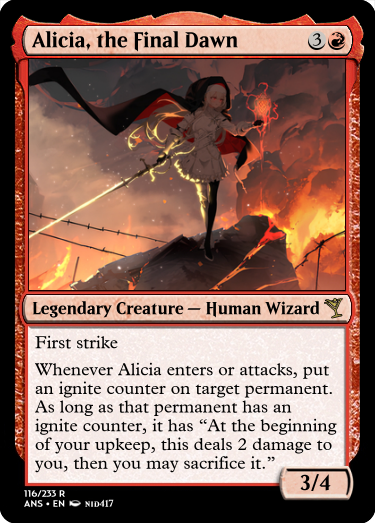 Alicia, the Final Dawn 3
Legendary Creature — Human Wizard
First strike
Whenever Alicia enters or attacks, put
an ignite counter on target permanent.
As long as that permanent has an
ignite counter, it has “At the beginning
of your upkeep, this deals 2 damage to
you, then you may sacrifice it.”
3/4
116/233 R
ANS • EN NID417